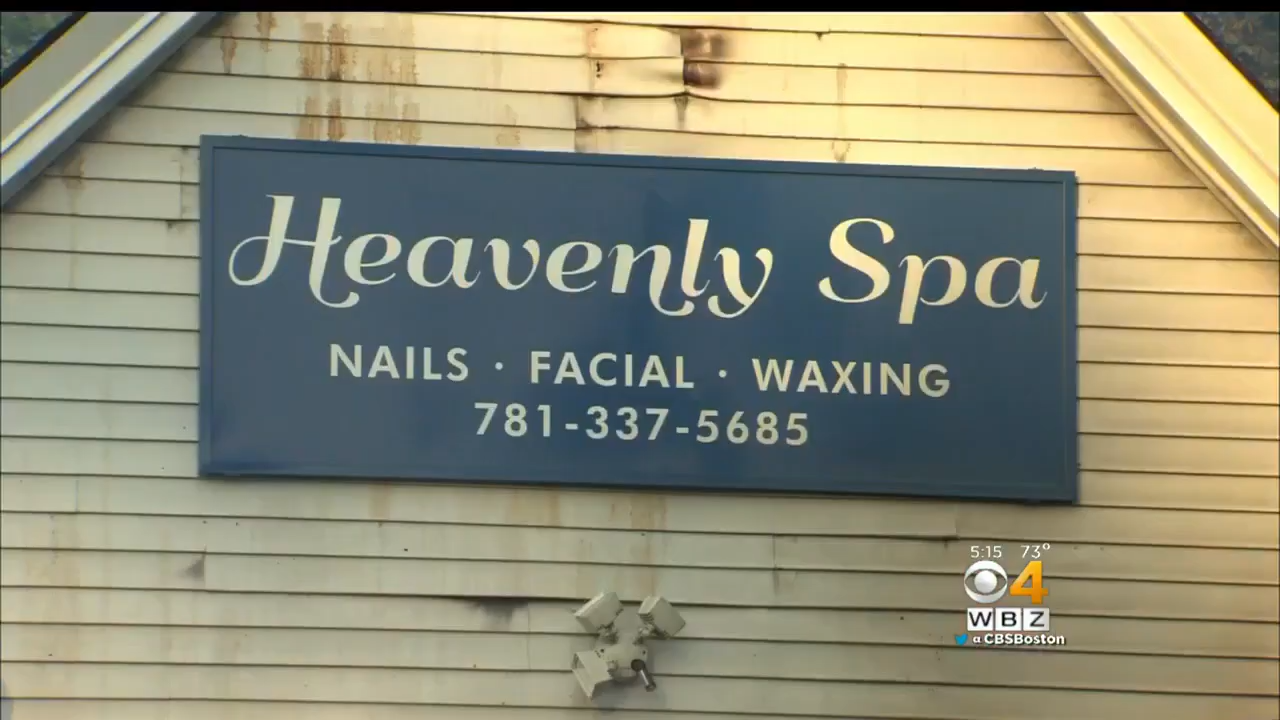 Heavenly Spa
NAILS · FACIAL · WAXING
781-337-5685
5:15 73°
4
WBZ
@CBSBoston